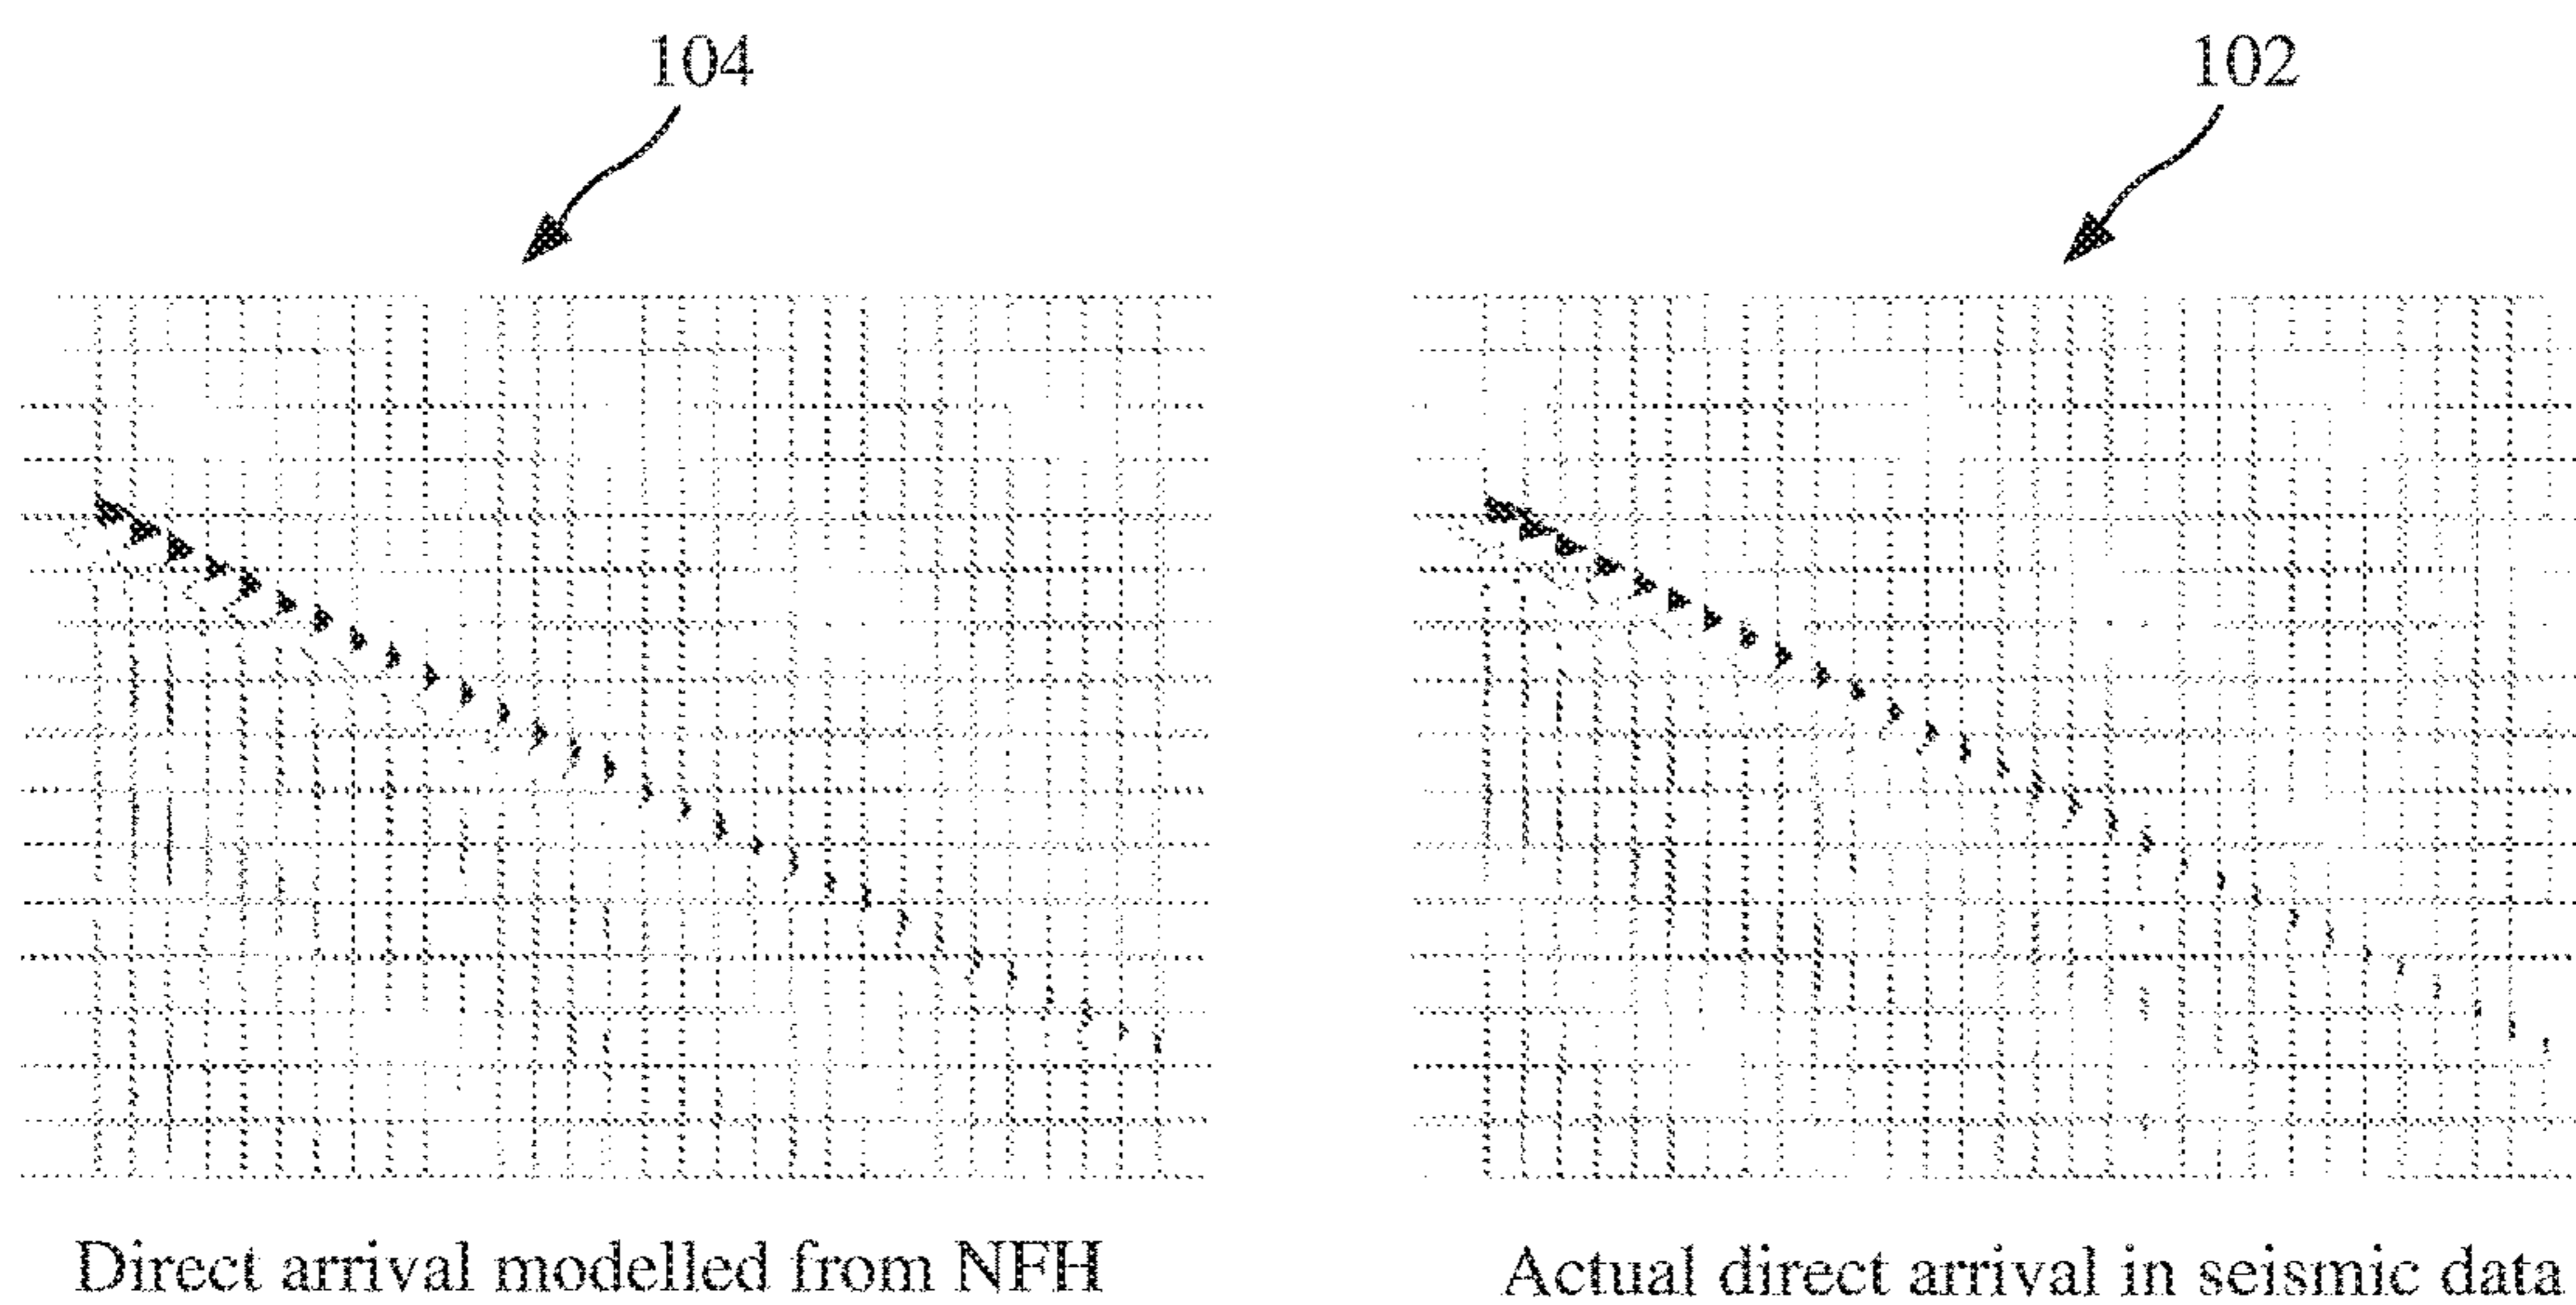 104
102
Direct arrival modelled from NFH
Actual direct arrival in seismic data